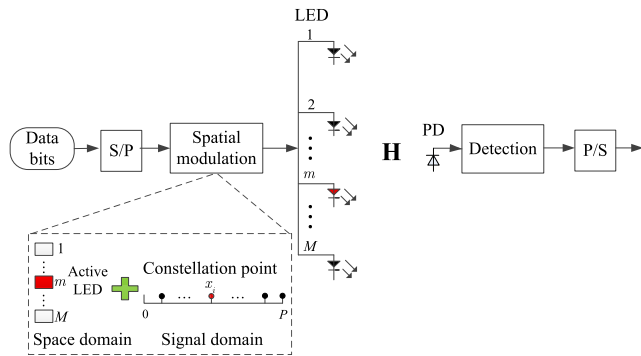 LED
1
2
m
M
Data
bits
S/P
Spatial
modulation
H
PD
Detection
P/S
1
m
M
Active
LED
Constellation point
x_i
0
P
Space domain
Signal domain